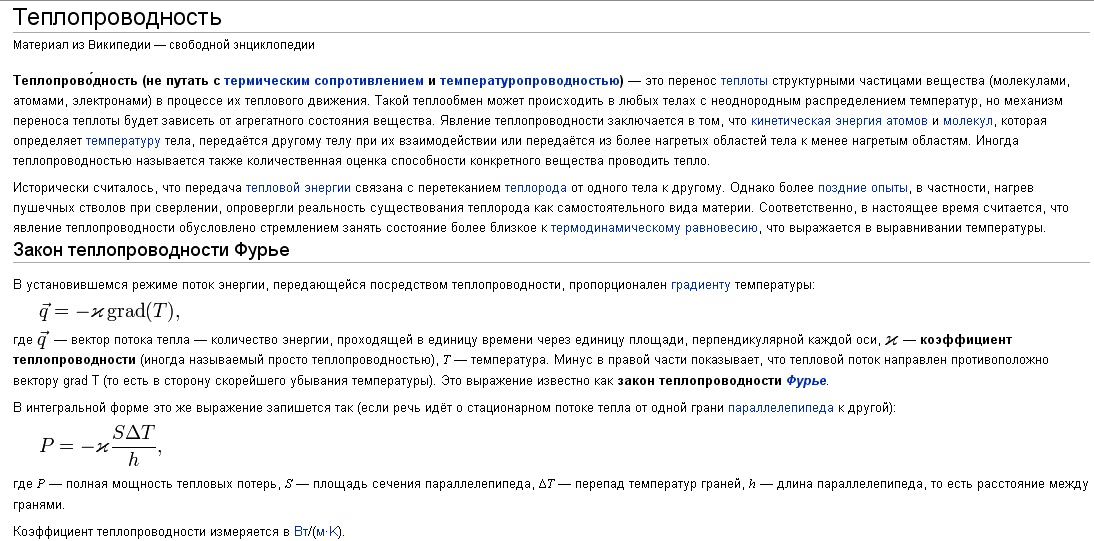 Теплопроводность
Материал из Википедии — свободной энциклопедии
Теплопрово́дность (не путать с термическим сопротивлением и температуропроводностью) — это перенос теплоты структурными частицами вещества (молекулами,
атомами, электронами) в процессе их теплового движения. Такой теплообмен может происходить в любых телах с неоднородным распределением температур, но механизм
переноса теплоты будет зависеть от агрегатного состояния вещества. Явление теплопроводности заключается в том, что кинетическая энергия атомов и молекул, которая
определяет температуру тела, передаётся другому телу при их взаимодействии или передаётся из более нагретых областей тела к менее нагретым областям. Иногда
теплопроводностью называется также количественная оценка способности конкретного вещества проводить тепло.
Исторически считалось, что передача тепловой энергии связана с перетеканием теплорода от одного тела к другому. Однако более поздние опыты, в частности, нагрев
пушечных стволов при сверлении, опровергли реальность существования теплорода как самостоятельного вида материи. Соответственно, в настоящее время считается, что
явление теплопроводности обусловлено стремлением занять состояние более близкое к термодинамическому равновесию, что выражается в выравнивании температуры.
Закон теплопроводности Фурье
В установившемся режиме поток энергии, передающейся посредством теплопроводности, пропорционален градиенту температуры:
q⃗ = −ϰ grad(T),
где q⃗ — вектор потока тепла — количество энергии, проходящей в единицу времени через единицу площади, перпендикулярной каждой оси, ϰ — коэффициент
теплопроводности (иногда называемый просто теплопроводностью), T — температура. Минус в правой части показывает, что тепловой поток направлен противоположно
вектору grad T (то есть в сторону скорейшего убывания температуры). Это выражение известно как закон теплопроводности Фурье.
В интегральной форме это же выражение запишется так (если речь идёт о стационарном потоке тепла от одной грани параллелепипеда к другой):
P = −ϰ SΔT/h,
где P — полная мощность тепловых потерь, S — площадь сечения параллелепипеда, ΔT — перепад температур граней, h — длина параллелепипеда, то есть расстояние между
гранями.
Коэффициент теплопроводности измеряется в Вт/(м·K).